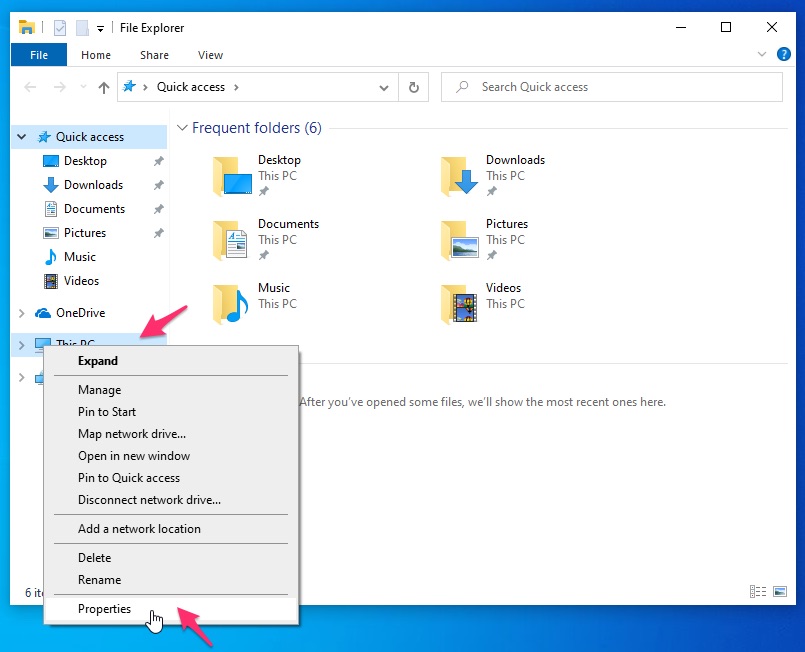 File Explorer
File Home Share View
Quick access
Search Quick access
Quick access
Desktop
Downloads
Documents
Pictures
Music
Videos
OneDrive
This PC
Frequent folders (6)
Desktop
This PC
Downloads
This PC
Documents
This PC
Pictures
This PC
Music
This PC
Videos
This PC
After you've opened some files, we'll show the most recent ones here.
Expand
Manage
Pin to Start
Map network drive...
Open in new window
Pin to Quick access
Disconnect network drive...
Add a network location
Delete
Rename
Properties
6